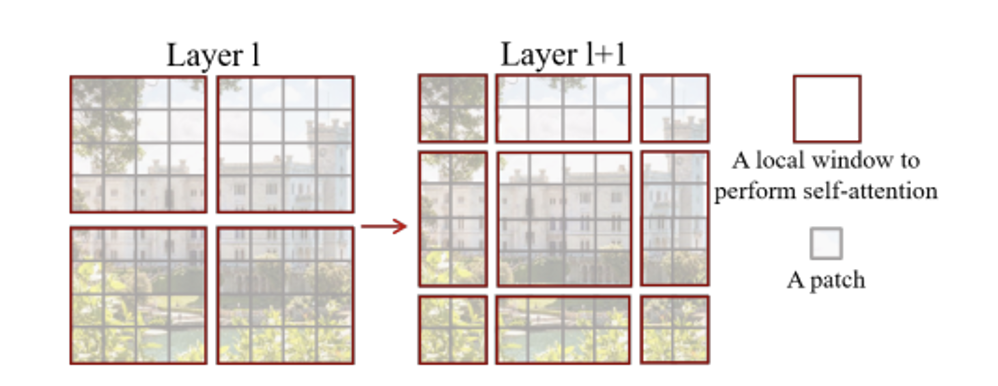 Layer l
Layer l+1
A local window to
perform self-attention
A patch